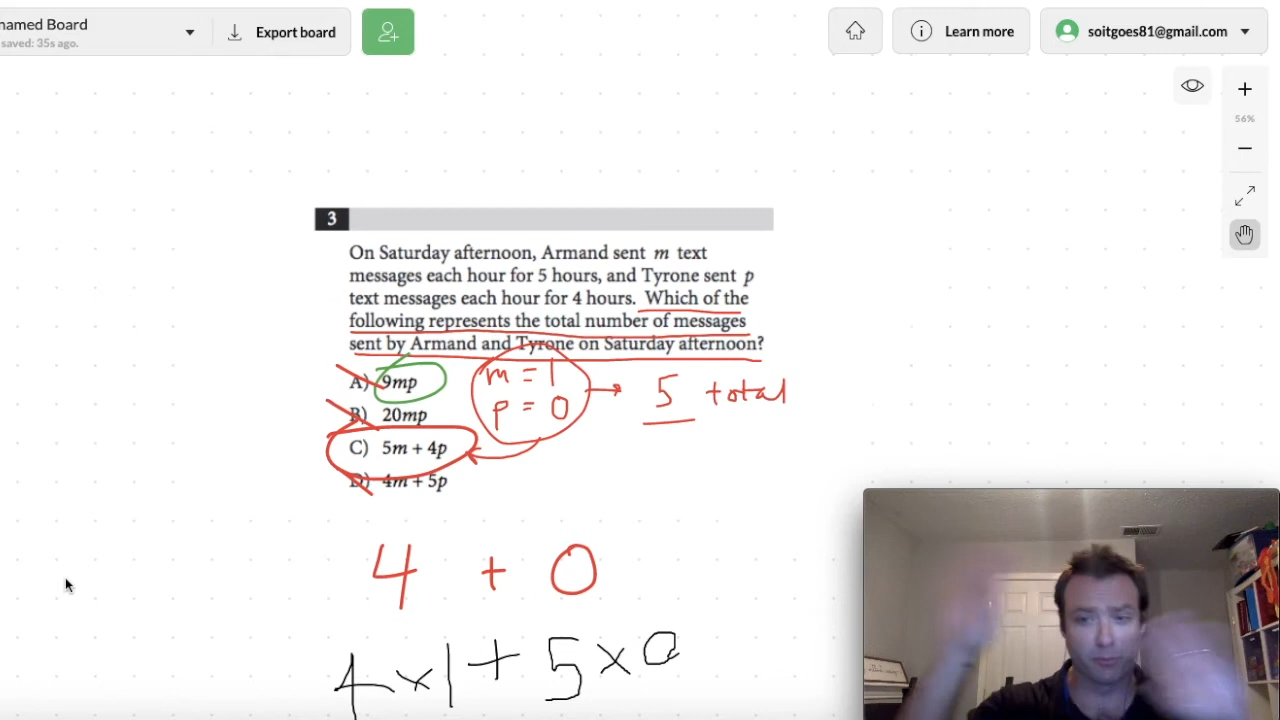 named Board
saved: 35s ago.
Export board
Learn more
soitgoes81@gmail.com
56%
3
On Saturday afternoon, Armand sent m text
messages each hour for 5 hours, and Tyrone sent p
text messages each hour for 4 hours. Which of the
following represents the total number of messages
sent by Armand and Tyrone on Saturday afternoon?
A) 9mp
B) 20mp
C) 5m + 4p
D) 4m + 5p
m = 1
p = 0
5 total
4 + 0
4 x 1 + 5 x 0